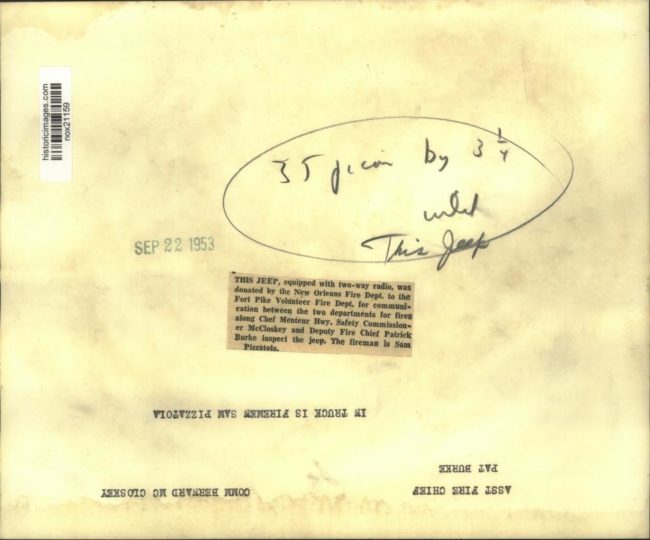 historicimages.com
nox21159
35 picas by 3 1/4
This Jeep
SEP 22 1953
THIS JEEP, equipped with two-way radio, was
donated by the New Orleans Fire Dept. to the
Fort Pike Volunteer Fire Dept. for communi-
cation between the two departments for fires
along Chef Menteur Hwy. Safety Commission-
er McCloskey and Deputy Fire Chief Patrick
Burke inspect the jeep. The fireman is Sam
Pizzatola.
IN TRUCK IS FIREMEN SAM PIZZATOLA
ASST FIRE CHIEF
PAT BURKE
COMM BERNARD MC CLOSKEY